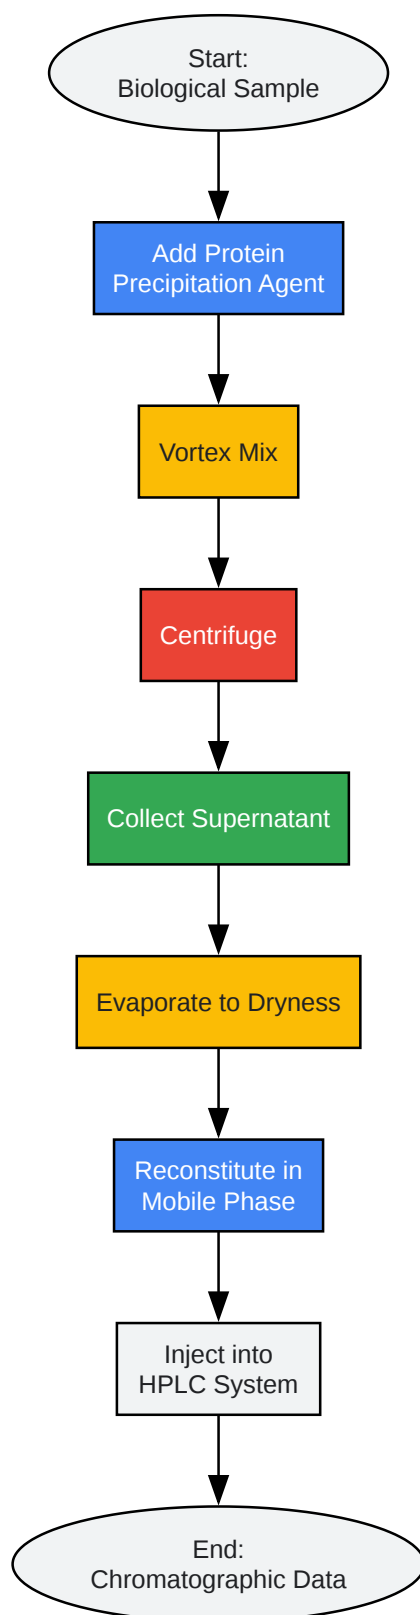 Start:
Biological Sample
Add Protein
Precipitation Agent
Vortex Mix
Centrifuge
Collect Supernatant
Evaporate to Dryness
Reconstitute in
Mobile Phase
Inject into
HPLC System
End:
Chromatographic Data